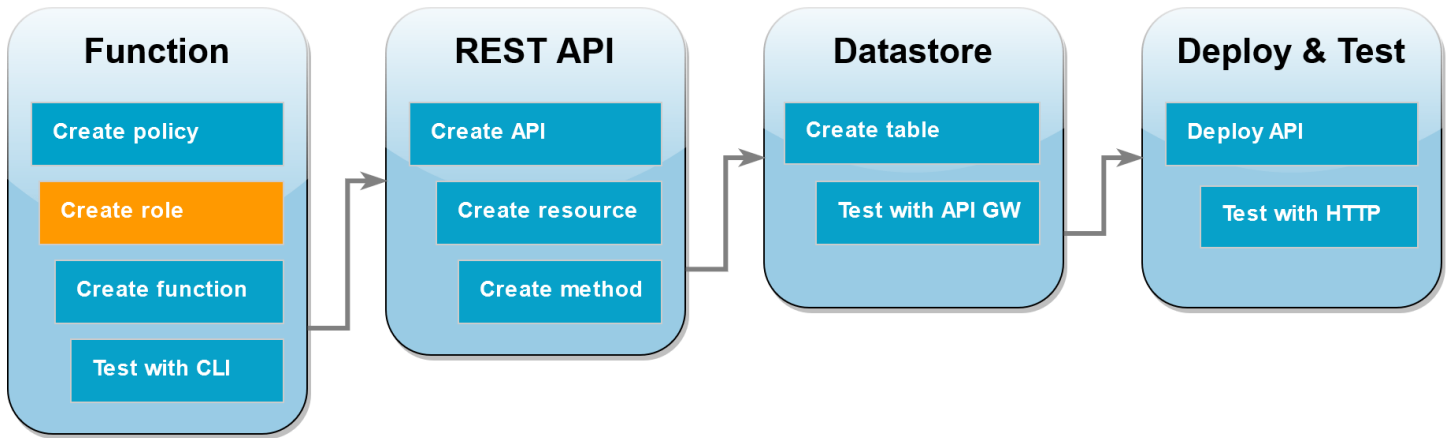 Function
Create policy
Create role
Create function
Test with CLI
REST API
Create API
Create resource
Create method
Datastore
Create table
Test with API GW
Deploy & Test
Deploy API
Test with HTTP